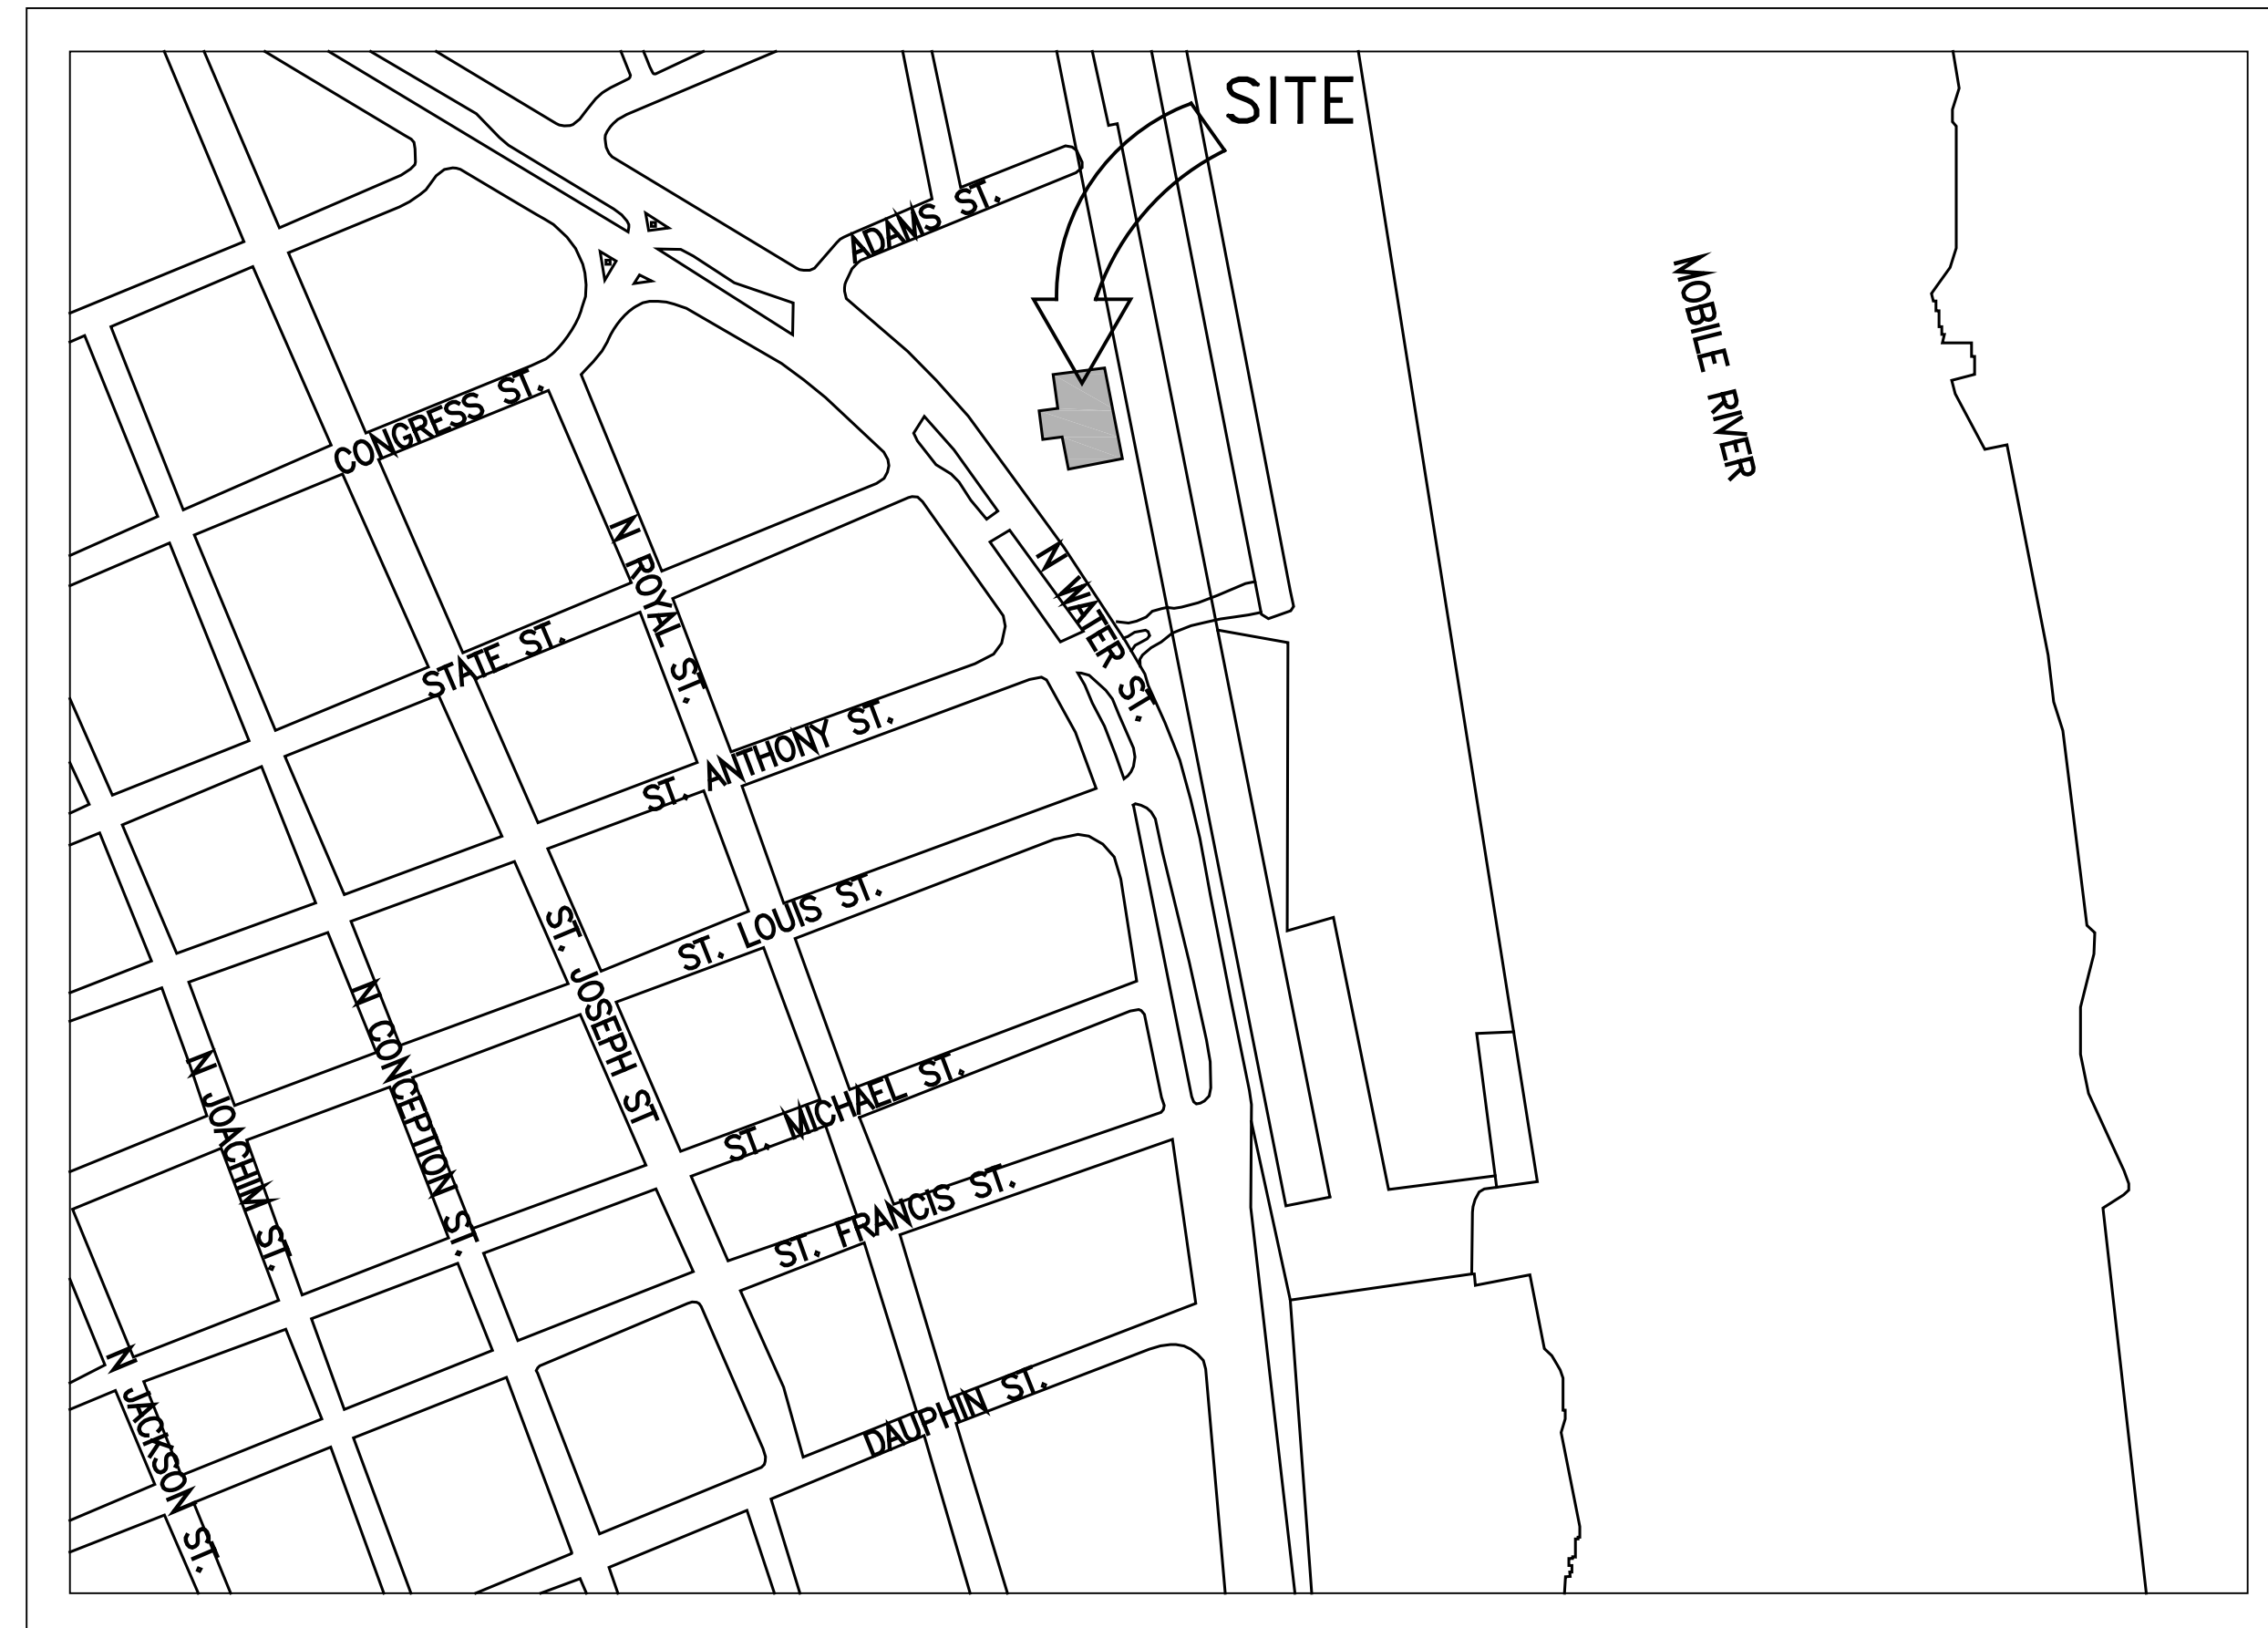 SITE
ADAMS ST.
MOBILE RIVER
CONGRESS ST.
N ROYAL ST.
N WATER ST.
STATE ST.
ST. ANTHONY ST.
ST. LOUIS ST.
ST. JOSEPH ST
N CONCEPTION ST.
N JOACHIM ST.
ST. MICHAEL ST.
ST. FRANCIS ST.
N JACKSON ST.
DAUPHIN ST.